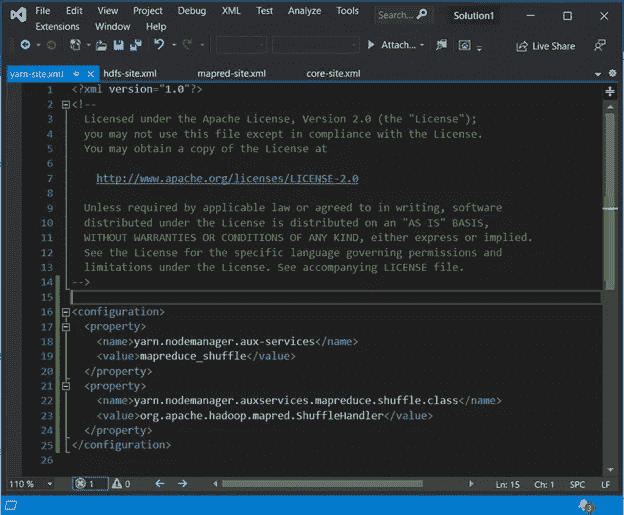 File Edit View Project Debug XML Test Analyze Tools
Extensions Window Help
Search... Solution1
Attach... Live Share
yarn-site.xml hdfs-site.xml mapred-site.xml core-site.xml
1 <?xml version="1.0"?>
2 <!--
3 Licensed under the Apache License, Version 2.0 (the "License");
4 you may not use this file except in compliance with the License.
5 You may obtain a copy of the License at
6
7 http://www.apache.org/licenses/LICENSE-2.0
8
9 Unless required by applicable law or agreed to in writing, software
10 distributed under the License is distributed on an "AS IS" BASIS,
11 WITHOUT WARRANTIES OR CONDITIONS OF ANY KIND, either express or implied.
12 See the License for the specific language governing permissions and
13 limitations under the License. See accompanying LICENSE file.
14 -->
15
16 <configuration>
17 <property>
18 <name>yarn.nodemanager.aux-services</name>
19 <value>mapreduce_shuffle</value>
20 </property>
21 <property>
22 <name>yarn.nodemanager.auxservices.mapreduce.shuffle.class</name>
23 <value>org.apache.hadoop.mapred.ShuffleHandler</value>
24 </property>
25 </configuration>
26
110 % 1 0 Ln: 15 Ch: 1 SPC LF
3